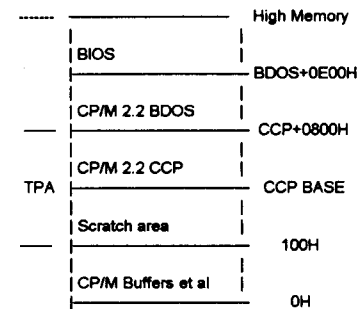 High Memory
BIOS
BDOS+0E00H
CP/M 2.2 BDOS
CCP+0800H
CP/M 2.2 CCP
TPA
CCP BASE
Scratch area
100H
CP/M Buffers et al
0H